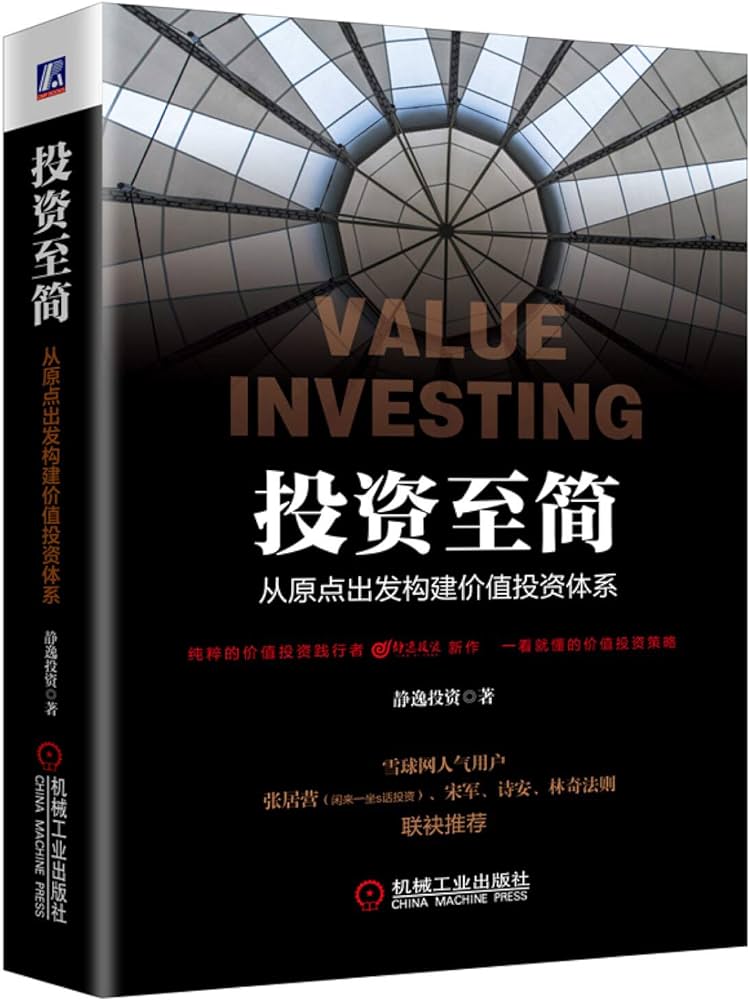 投资至简
从原点出发构建价值投资体系
静逸投资◎著
机械工业出版社
CHINA MACHINE PRESS
VALUE
INVESTING
投资至简
从原点出发构建价值投资体系
纯粹的价值投资践行者 静逸投资 新作 一看就懂的价值投资策略
静逸投资◎著
雪球网人气用户
张居营（闲来一坐s话投资）、宋军、诗安、林奇法则
联袂推荐
机械工业出版社
CHINA MACHINE PRESS